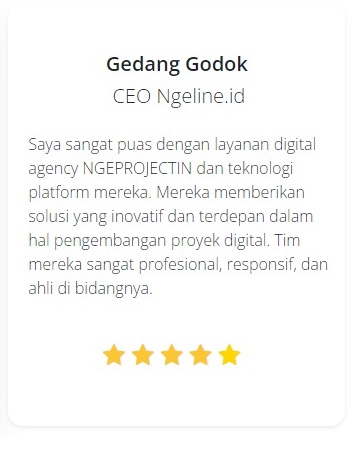 Gedang Godok
CEO Ngeline.id
Saya sangat puas dengan layanan digital
agency NGEPROJECTIN dan teknologi
platform mereka. Mereka memberikan
solusi yang inovatif dan terdepan dalam
hal pengembangan proyek digital. Tim
mereka sangat profesional, responsif, dan
ahli di bidangnya.